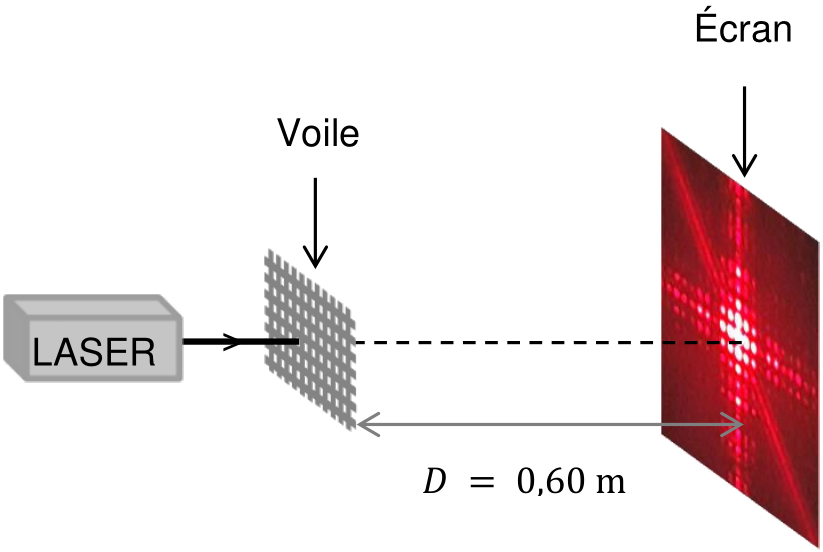 Écran
Voile
LASER
D = 0,60 m